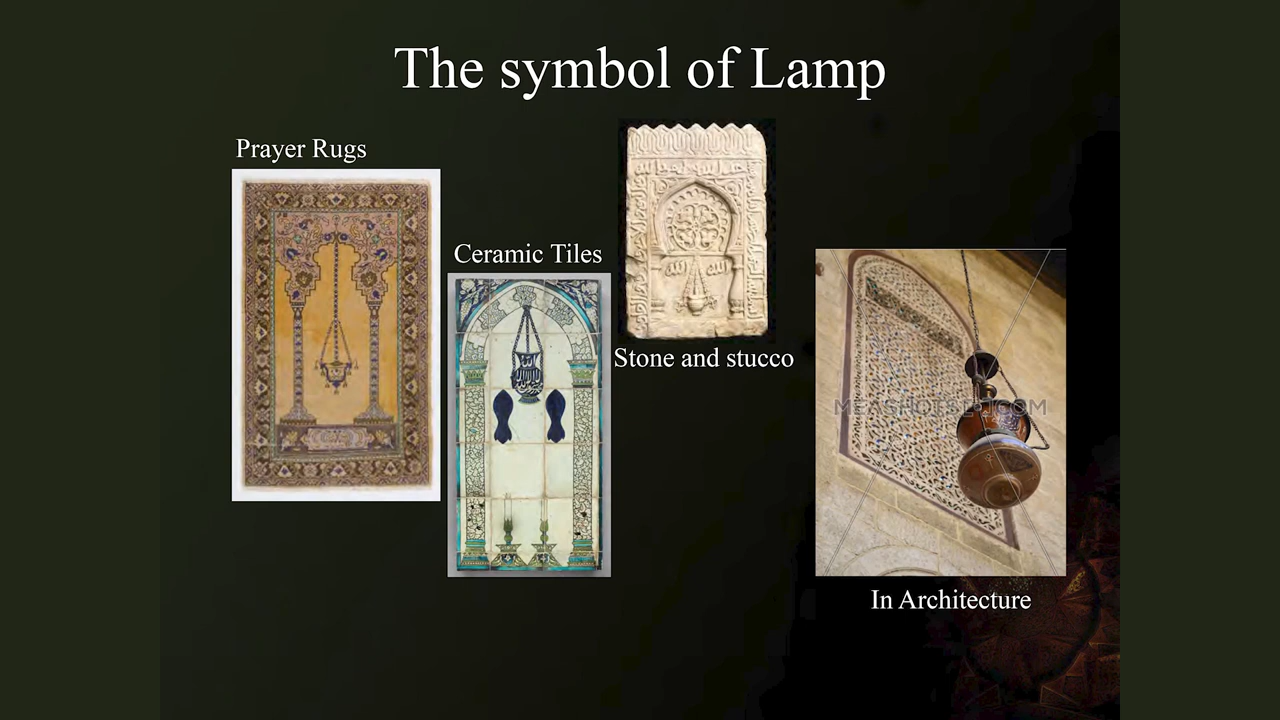 The symbol of Lamp
Prayer Rugs
Ceramic Tiles
Stone and stucco
In Architecture